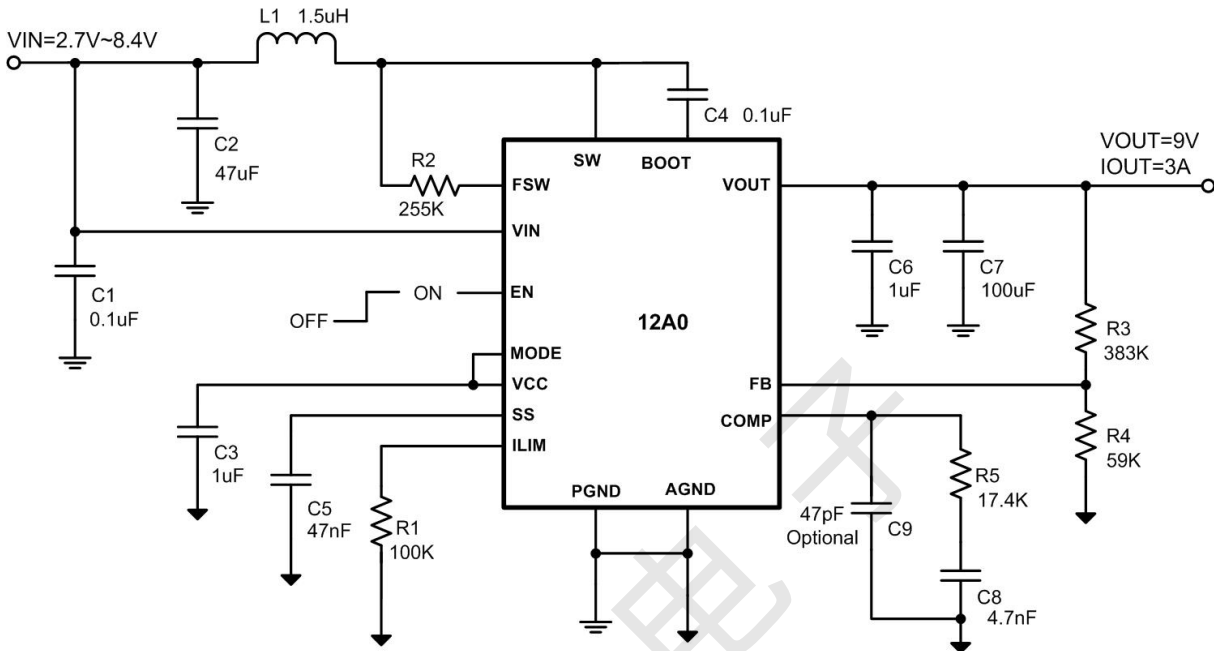 L1 1.5uH
VIN=2.7V~8.4V
C4 0.1uF
C2
47uF
R2
255K
SW
BOOT
FSW
VOUT
VOUT=9V
IOUT=3A
VIN
C1
0.1uF
EN
ON
OFF
12A0
C6
1uF
C7
100uF
R3
383K
MODE
VCC
FB
SS
COMP
ILIM
C3
1uF
C5
47nF
R1
100K
PGND
AGND
R4
59K
R5
17.4K
47pF
Optional
C9
C8
4.7nF
电子